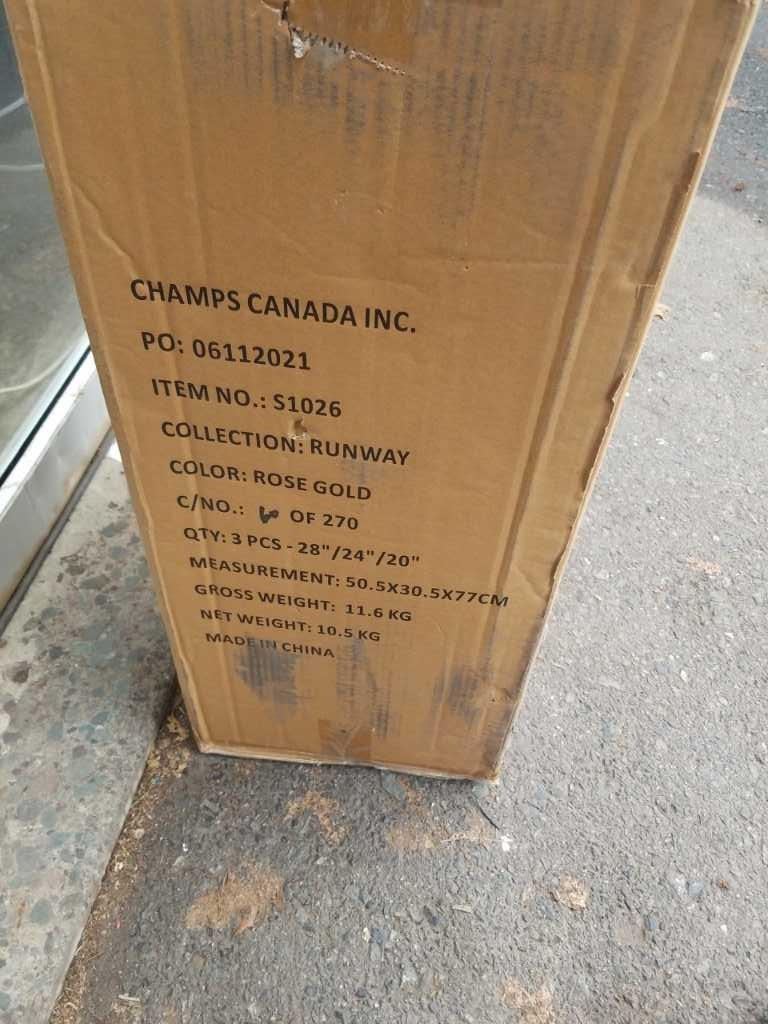 CHAMPS CANADA INC.
PO: 06112021
ITEM NO.: S1026
COLLECTION: RUNWAY
COLOR: ROSE GOLD
C/NO.: OF 270
QTY: 3 PCS - 28"/24"/20"
MEASUREMENT: 50.5X30.5X77CM
GROSS WEIGHT: 11.6 KG
NET WEIGHT: 10.5 KG
MADE IN CHINA